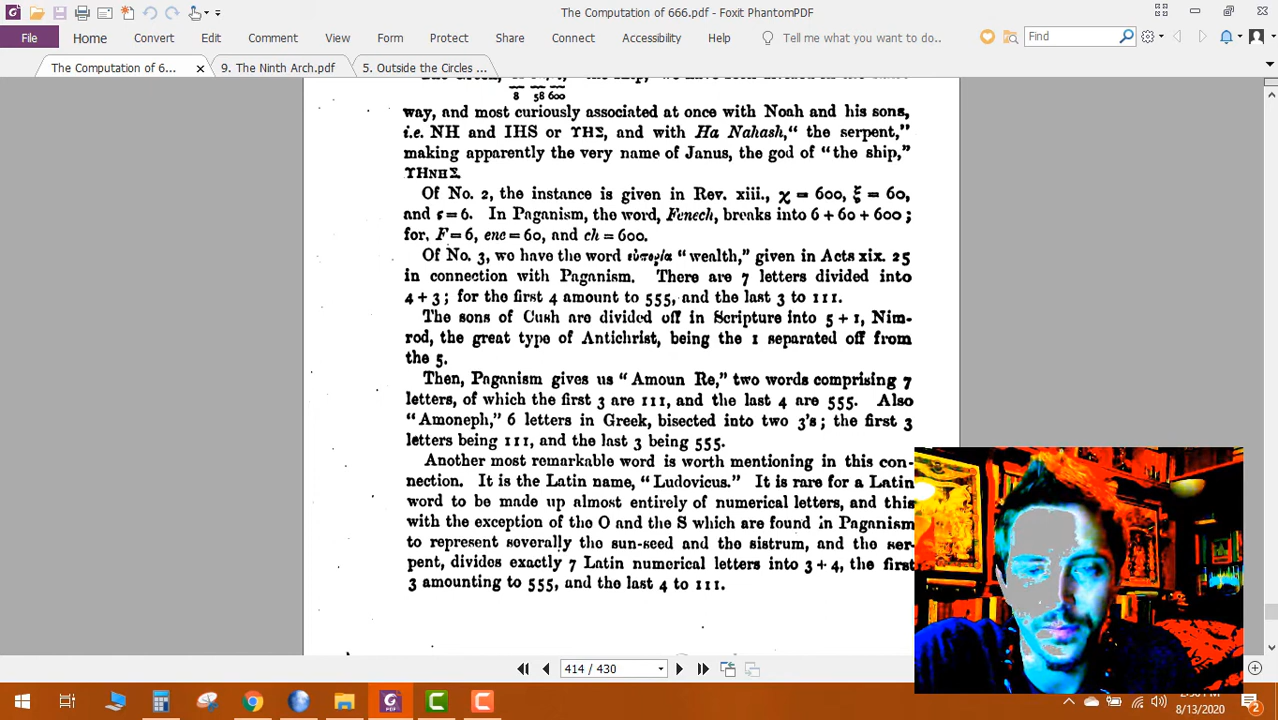 The Computation of 666.pdf - Foxit PhantomPDF
File Home Convert Edit Comment View Form Protect Share Connect Accessibility Help Tell me what you want to do.. Find
The Computation of 6... 9. The Ninth Arch.pdf 5. Outside the Circles ...
8 58 600
way, and most curiously associated at once with Noah and his sons,
i.e. NH and IHS or ΥΗΣ, and with Ha Nahash, "the serpent,"
making apparently the very name of Janus, the god of "the ship,"
ΥΗΝΗΣ.
Of No. 2, the instance is given in Rev. xiii., χ = 600, ξ = 60,
and ς = 6. In Paganism, the word, Fenech, breaks into 6 + 60 + 600;
for, F = 6, enc = 60, and ch = 600.
Of No. 3, we have the word εὐπορία "wealth," given in Acts xix. 25
in connection with Paganism. There are 7 letters divided into
4 + 3; for the first 4 amount to 555, and the last 3 to 111.
The sons of Cush are divided off in Scripture into 5 + 1, Nim-
rod, the great type of Antichrist, being the 1 separated off from
the 5.
Then, Paganism gives us "Amoun Re," two words comprising 7
letters, of which the first 3 are 111, and the last 4 are 555. Also
"Amoneph," 6 letters in Greek, bisected into two 3's; the first 3
letters being 111, and the last 3 being 555.
Another most remarkable word is worth mentioning in this con-
nection. It is the Latin name, "Ludovicus." It is rare for a Latin
word to be made up almost entirely of numerical letters, and this
with the exception of the O and the S which are found in Paganism
to represent severally the sun-seed and the sistrum, and the ser-
pent, divides exactly 7 Latin numerical letters into 3 + 4, the first
3 amounting to 555, and the last 4 to 111.
414 / 430
8/13/2020
2